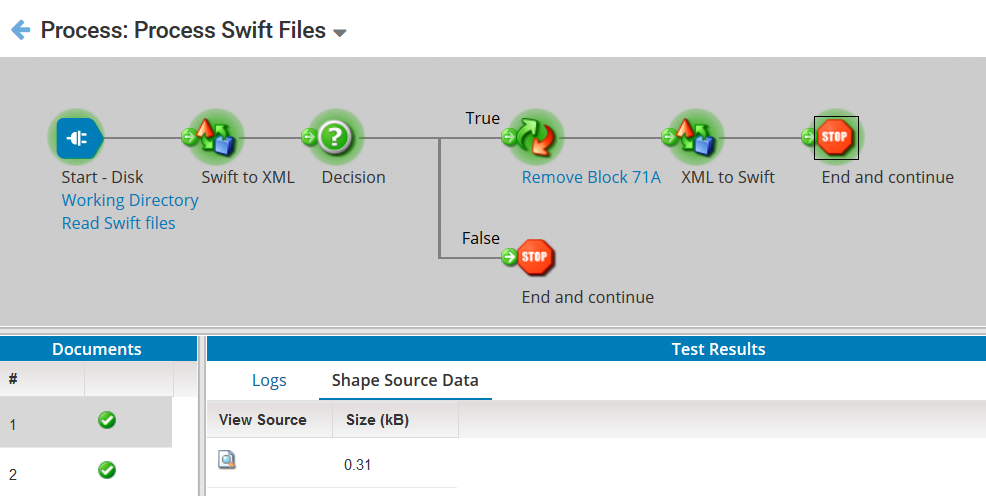 Process: Process Swift Files
True
STOP
Start - Disk
Swift to XML
Decision
Remove Block 71A
XML to Swift
End and continue
Working Directory
Read Swift files
False
STOP
End and continue
Documents
Test Results
#
Logs
Shape Source Data
1
View Source
Size (kB)
2
0.31